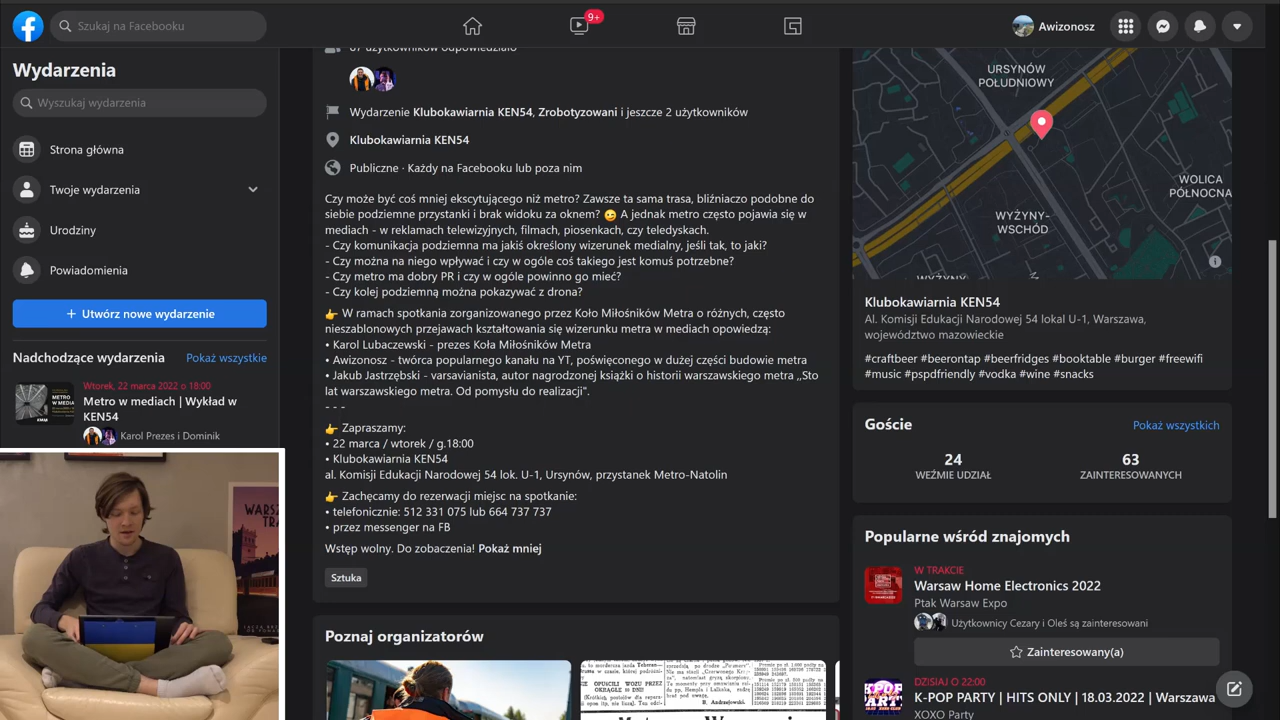 Szukaj na Facebooku
9+
Awizonosz
Wydarzenia
Wyszukaj wydarzenia
Strona główna
Twoje wydarzenia
Urodziny
Powiadomienia
+ Utwórz nowe wydarzenie
Nadchodzące wydarzenia Pokaż wszystkie
METRO
W MEDIA
Wtorek, 22 marca 2022 o 18:00
Metro w mediach | Wykład w
KEN54
Karol Prezes i Dominik
użytkowników odpowiedziało
Wydarzenie Klubokawiarnia KEN54, Zrobotyzowani i jeszcze 2 użytkowników
Klubokawiarnia KEN54
Publiczne · Każdy na Facebooku lub poza nim
Czy może być coś mniej ekscytującego niż metro? Zawsze ta sama trasa, bliźniaczo podobne do
siebie podziemne przystanki i brak widoku za oknem? 😉 A jednak metro często pojawia się w
mediach - w reklamach telewizyjnych, filmach, piosenkach, czy teledyskach.
- Czy komunikacja podziemna ma jakiś określony wizerunek medialny, jeśli tak, to jaki?
- Czy można na niego wpływać i czy w ogóle coś takiego jest komuś potrzebne?
- Czy metro ma dobry PR i czy w ogóle powinno go mieć?
- Czy kolej podziemną można pokazywać z drona?
👉 W ramach spotkania zorganizowanego przez Koło Miłośników Metra o różnych, często
nieszablonowych przejawach kształtowania się wizerunku metra w mediach opowiedzą:
• Karol Lubaczewski - prezes Koła Miłośników Metra
• Awizonosz - twórca popularnego kanału na YT, poświęconego w dużej części budowie metra
• Jakub Jastrzębski - varsavianista, autor nagrodzonej książki o historii warszawskiego metra „Sto
lat warszawskiego metra. Od pomysłu do realizacji".
- - -
👉 Zapraszamy:
• 22 marca / wtorek / g.18:00
• Klubokawiarnia KEN54
al. Komisji Edukacji Narodowej 54 lok. U-1, Ursynów, przystanek Metro-Natolin
👉 Zachęcamy do rezerwacji miejsc na spotkanie:
• telefonicznie: 512 331 075 lub 664 737 737
• przez messenger na FB
Wstęp wolny. Do zobaczenia! Pokaż mniej
Sztuka
Poznaj organizatorów
URSYNÓW
POŁUDNIOWY
WOLICA
PÓŁNOCNA
WYŻYNY-
WSCHÓD
Klubokawiarnia KEN54
Al. Komisji Edukacji Narodowej 54 lokal U-1, Warszawa,
województwo mazowieckie
#craftbeer #beerontap #beerfridges #booktable #burger #freewifi
#music #pspdfriendly #vodka #wine #snacks
Goście Pokaż wszystkich
24 63
WEŹMIE UDZIAŁ ZAINTERESOWANYCH
Popularne wśród znajomych
W TRAKCIE
Warsaw Home Electronics 2022
Ptak Warsaw Expo
Użytkownicy Cezary i Oleś są zainteresowani
Zainteresowany(a)
K-POP
DZISIAJ O 22:00
K-POP PARTY | HITS ONLY | 18.03.2022 | Warszawa
XOXO Party